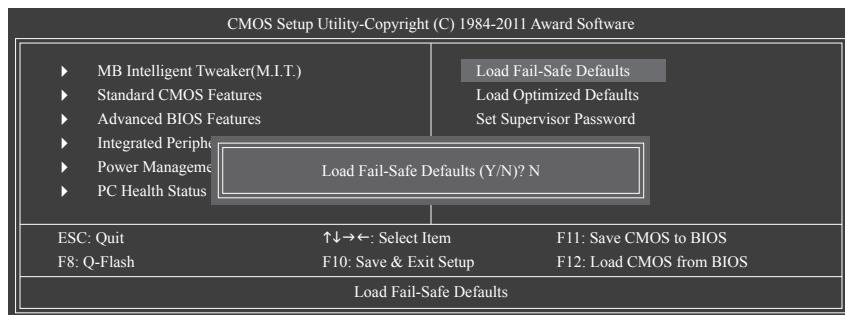 CMOS Setup Utility-Copyright (C) 1984-2011 Award Software
MB Intelligent Tweaker(M.I.T.)
Standard CMOS Features
Advanced BIOS Features
Integrated Periphe
Power Manageme
PC Health Status
Load Fail-Safe Defaults
Load Optimized Defaults
Set Supervisor Password
Load Fail-Safe Defaults (Y/N)? N
ESC: Quit
↑↓→←: Select Item
F11: Save CMOS to BIOS
F8: Q-Flash
F10: Save & Exit Setup
F12: Load CMOS from BIOS
Load Fail-Safe Defaults